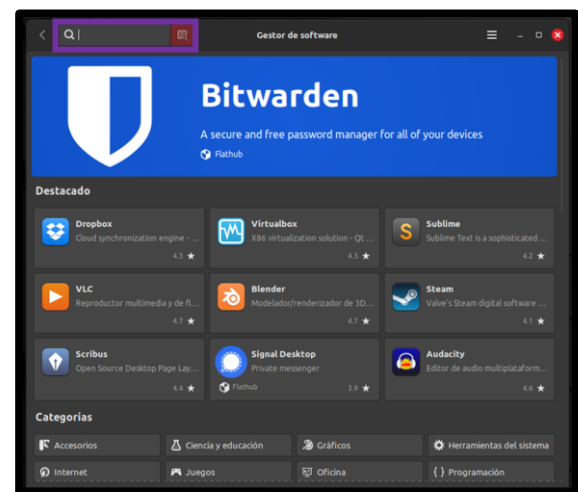 Gestor de software
Bitwarden
A secure and free password manager for all of your devices
Flathub
Destacado
Dropbox
Cloud synchronization engine - ...
4.3 ★
Virtualbox
X86 virtualization solution - Qt ...
4.3 ★
Sublime
Sublime Text is a sophisticated ...
4.2 ★
VLC
Reproductor multimedia y de fl...
4.7 ★
Blender
Modelador/renderizador de 3D...
4.7 ★
Steam
Valve's Steam digital software ...
4.1 ★
Scribus
Open Source Desktop Page Lay...
4.4 ★
Signal Desktop
Private messenger
Flathub
3.9 ★
Audacity
Editor de audio multiplataform...
4.6 ★
Categorías
Accesorios
Ciencia y educación
Gráficos
Herramientas del sistema
Internet
Juegos
Oficina
{ } Programación